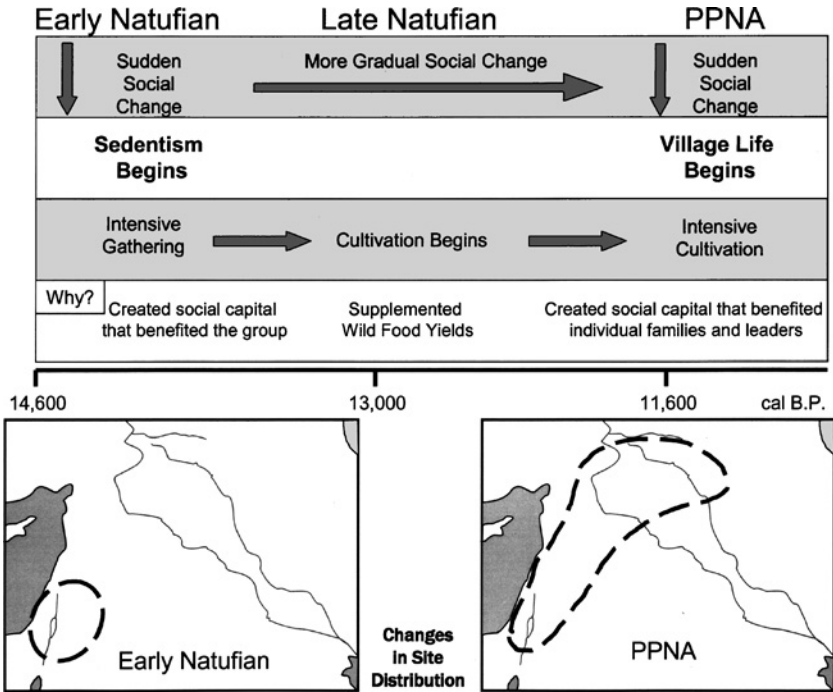 Early Natufian
Late Natufian
PPNA
Sudden
Social
Change
More Gradual Social Change
Sudden
Social
Change
Sedentism
Begins
Village Life
Begins
Intensive
Gathering
Cultivation Begins
Intensive
Cultivation
Why?
Created social capital
that benefited the group
Supplemented
Wild Food Yields
Created social capital that benefited
individual families and leaders
14,600
13,000
11,600
cal B.P.
Early Natufian
Changes
in Site
Distribution
PPNA